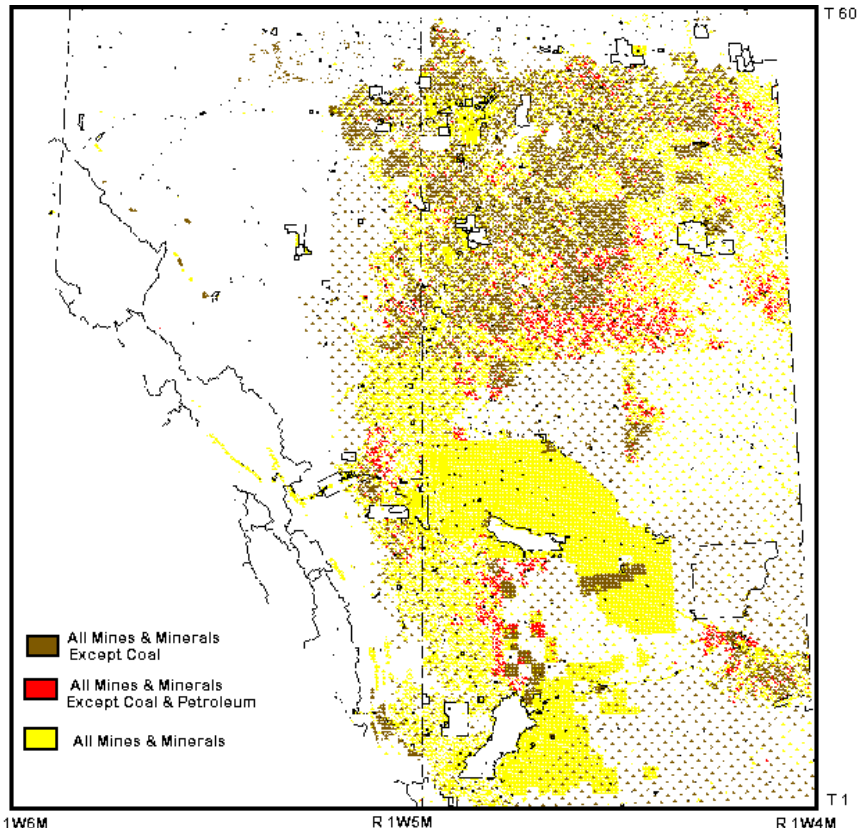 T 60
All Mines & Minerals
Except Coal
All Mines & Minerals
Except Coal & Petroleum
All Mines & Minerals
T 1
1W6M
R 1W5M
R 1W4M